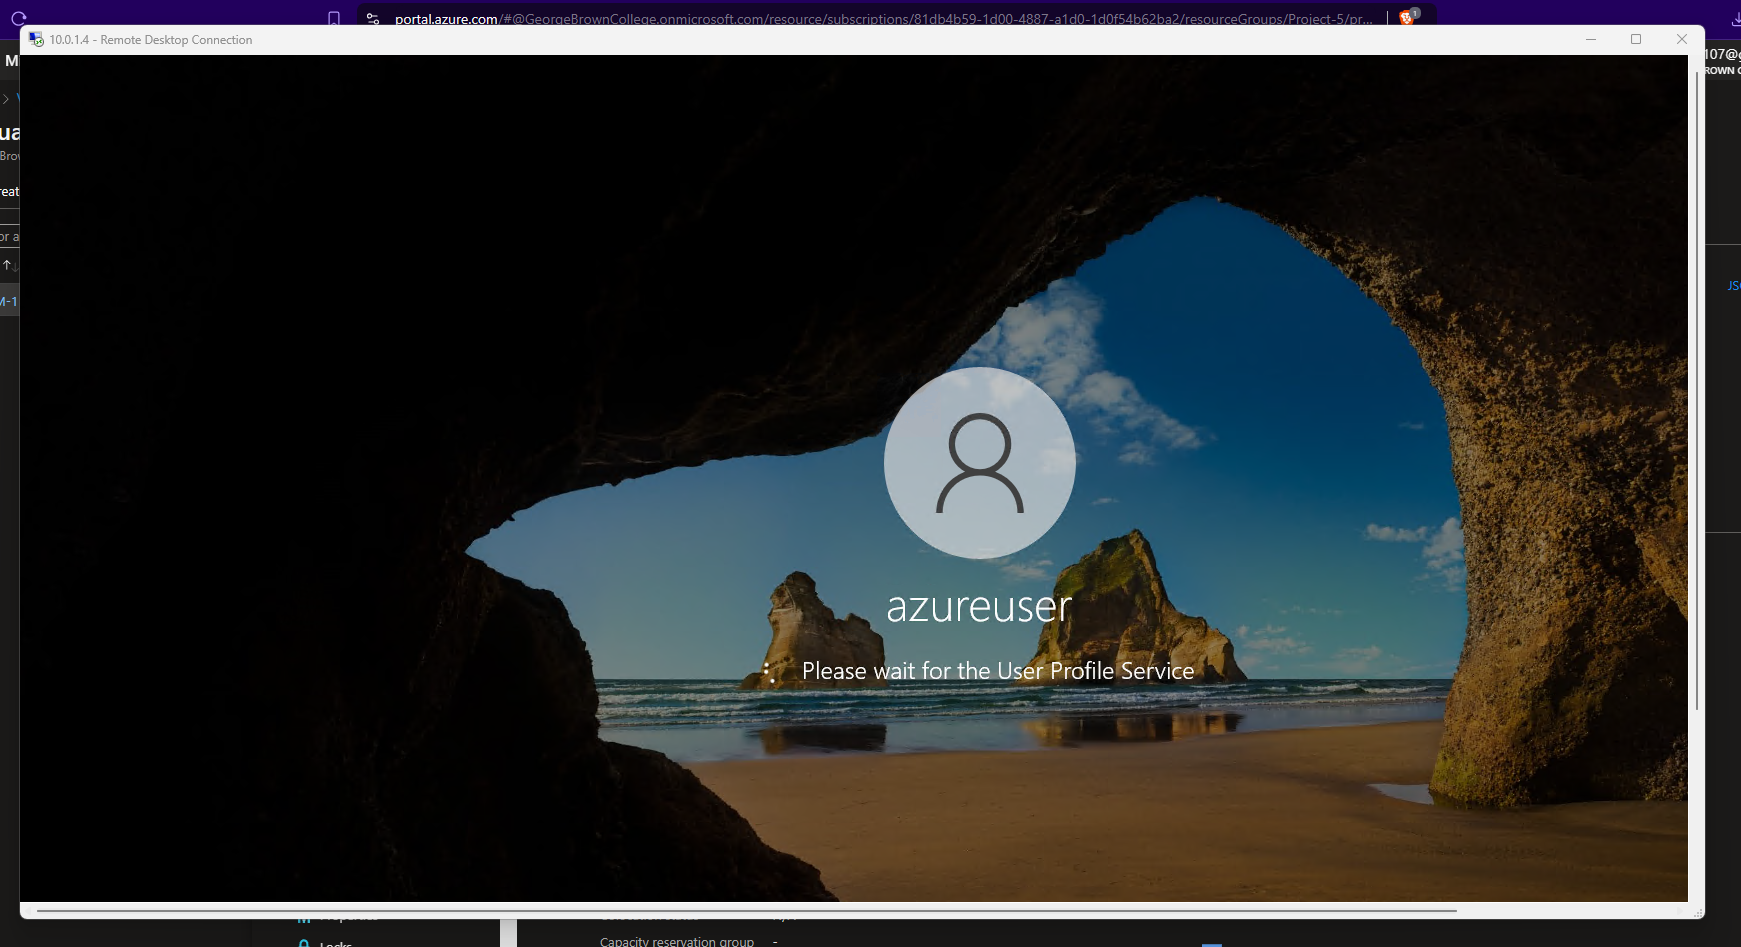 portal.azure.com/#@GeorgeBrownCollege.onmicrosoft.com/resource/subscriptions/81db4b59-1d00-4887-a1d0-1d0f54b62ba2/resourceGroups/Project-5/pr...
1
10.0.1.4 - Remote Desktop Connection
M
107@g
ROWN C
ua
Brow
reat
or a
M-1
JS
azureuser
Please wait for the User Profile Service
Locks
Capacity reservation group -